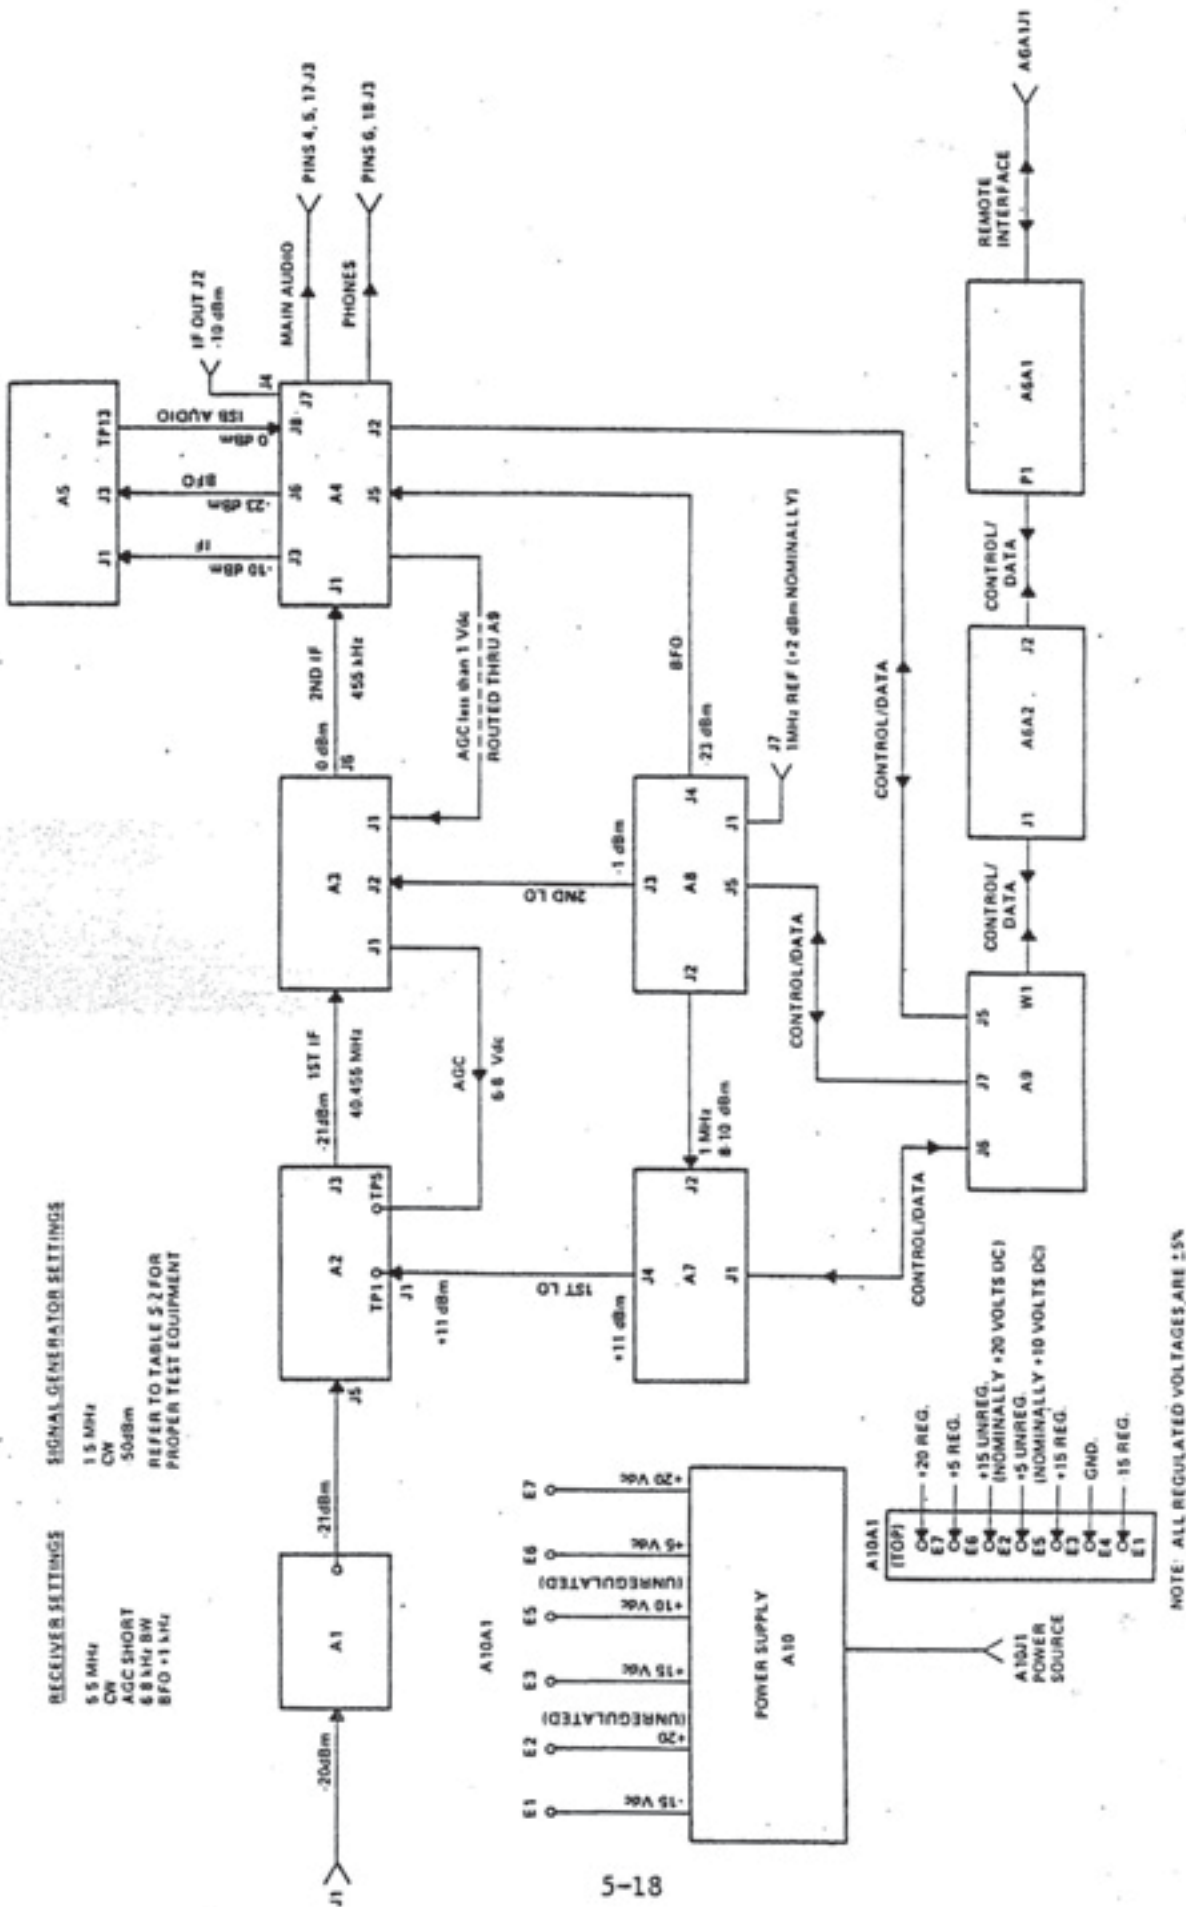 RECEIVER SETTINGS
5 5 MHz
CW
AGC SHORT
6 8 kHz BW
BFO +1 kHz
SIGNAL GENERATOR SETTINGS
1 5 MHz
CW
-50dBm
REFER TO TABLE 5-2 FOR
PROPER TEST EQUIPMENT
J1
-20dBm
A1
-21dBm
J5
A2
J3
TP1
J1
TP5
+11 dBm
-21dBm
1ST IF
40.455 MHz
AGC
6-8 Vdc
A3
J1
J2
J1
J6
0 dBm
2ND IF
455 kHz
AGC less than 1 Vdc
ROUTED THRU A9
A5
J1
J3
TP13
IF
-10 dBm
BFO
-23 dBm
ISB AUDIO
0 dBm
J1
J3
J6
J8
J7
J4
A4
J5
J2
IF OUT J2
-10 dBm
MAIN AUDIO
PINS 4, 5, 17-J3
PHONES
PINS 6, 18-J3
1ST LO
+11 dBm
J4
A7
J2
J1
1 MHz
8-10 dBm
2ND LO
-1 dBm
J3
J2
A8
J4
J5
J1
-23 dBm
BFO
J7
1MHz REF (+2 dBm NOMINALLY)
CONTROL/DATA
CONTROL/DATA
CONTROL/DATA
J6
J7
J5
A9
W1
CONTROL/
DATA
J1
A6A2
J2
CONTROL/
DATA
P1
A6A1
REMOTE
INTERFACE
A6A1J1
A10A1
E1
E2
E3
E5
E6
E7
-15 Vdc
+20
(UNREGULATED)
+15 Vdc
+10 Vdc
(UNREGULATED)
+5 Vdc
+20 Vdc
POWER SUPPLY
A10
A10J1
POWER
SOURCE
A10A1
(TOP)
E7 +20 REG.
E6 +5 REG.
E2 +15 UNREG.
(NOMINALLY +20 VOLTS DC)
E5 +5 UNREG.
(NOMINALLY +10 VOLTS DC)
E3 +15 REG.
E4 GND.
E1 -15 REG.
NOTE: ALL REGULATED VOLTAGES ARE ±5%
5-18